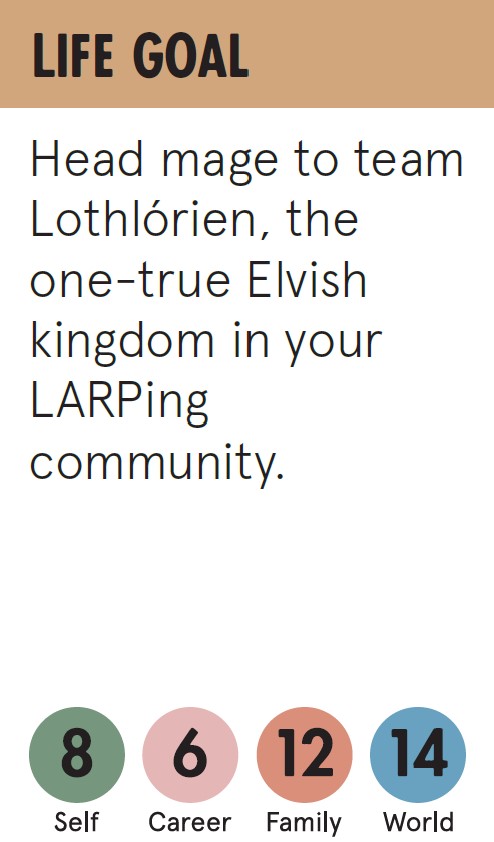 LIFE GOAL
Head mage to team
Lothlórien, the
one-true Elvish
kingdom in your
LARPing
community.
8 6 12 14
Self Career Family World